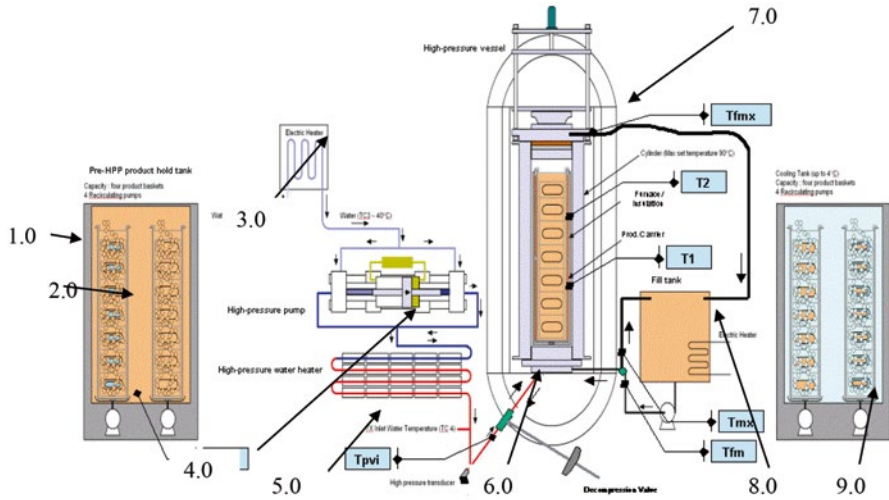 7.0
High-pressure vessel
Tfmx
Electric Heater
Pre-HPP product hold tank
Capacity : four product baskets
4 Recirculating pumps
Cylinder (Max set temperature 90°C)
Cooling Tank (up to 4°C)
Capacity : four product baskets
4 Recirculating pumps
T2
Furnace /
Insulation
3.0
Water (TC3 ~ 40°C)
1.0
Prod. Carrier
T1
2.0
Fill tank
High-pressure pump
Electric Heater
High-pressure water heater
Inlet Water Temperature (TC 4)
Tmx
Tpvi
Tfm
4.0
5.0
High pressure transducer
6.0
Decompression Valve
8.0
9.0